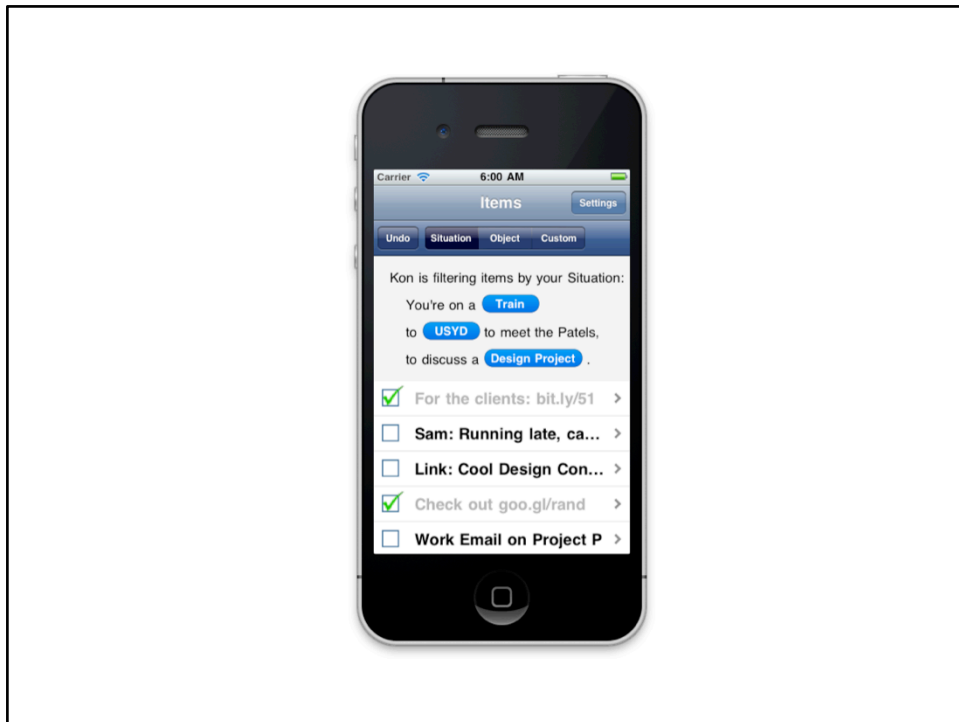 Carrier 6:00 AM
Items Settings
Undo Situation Object Custom
Kon is filtering items by your Situation:
You're on a Train
to USYD to meet the Patels,
to discuss a Design Project .
For the clients: bit.ly/51
Sam: Running late, ca...
Link: Cool Design Con...
Check out goo.gl/rand
Work Email on Project P